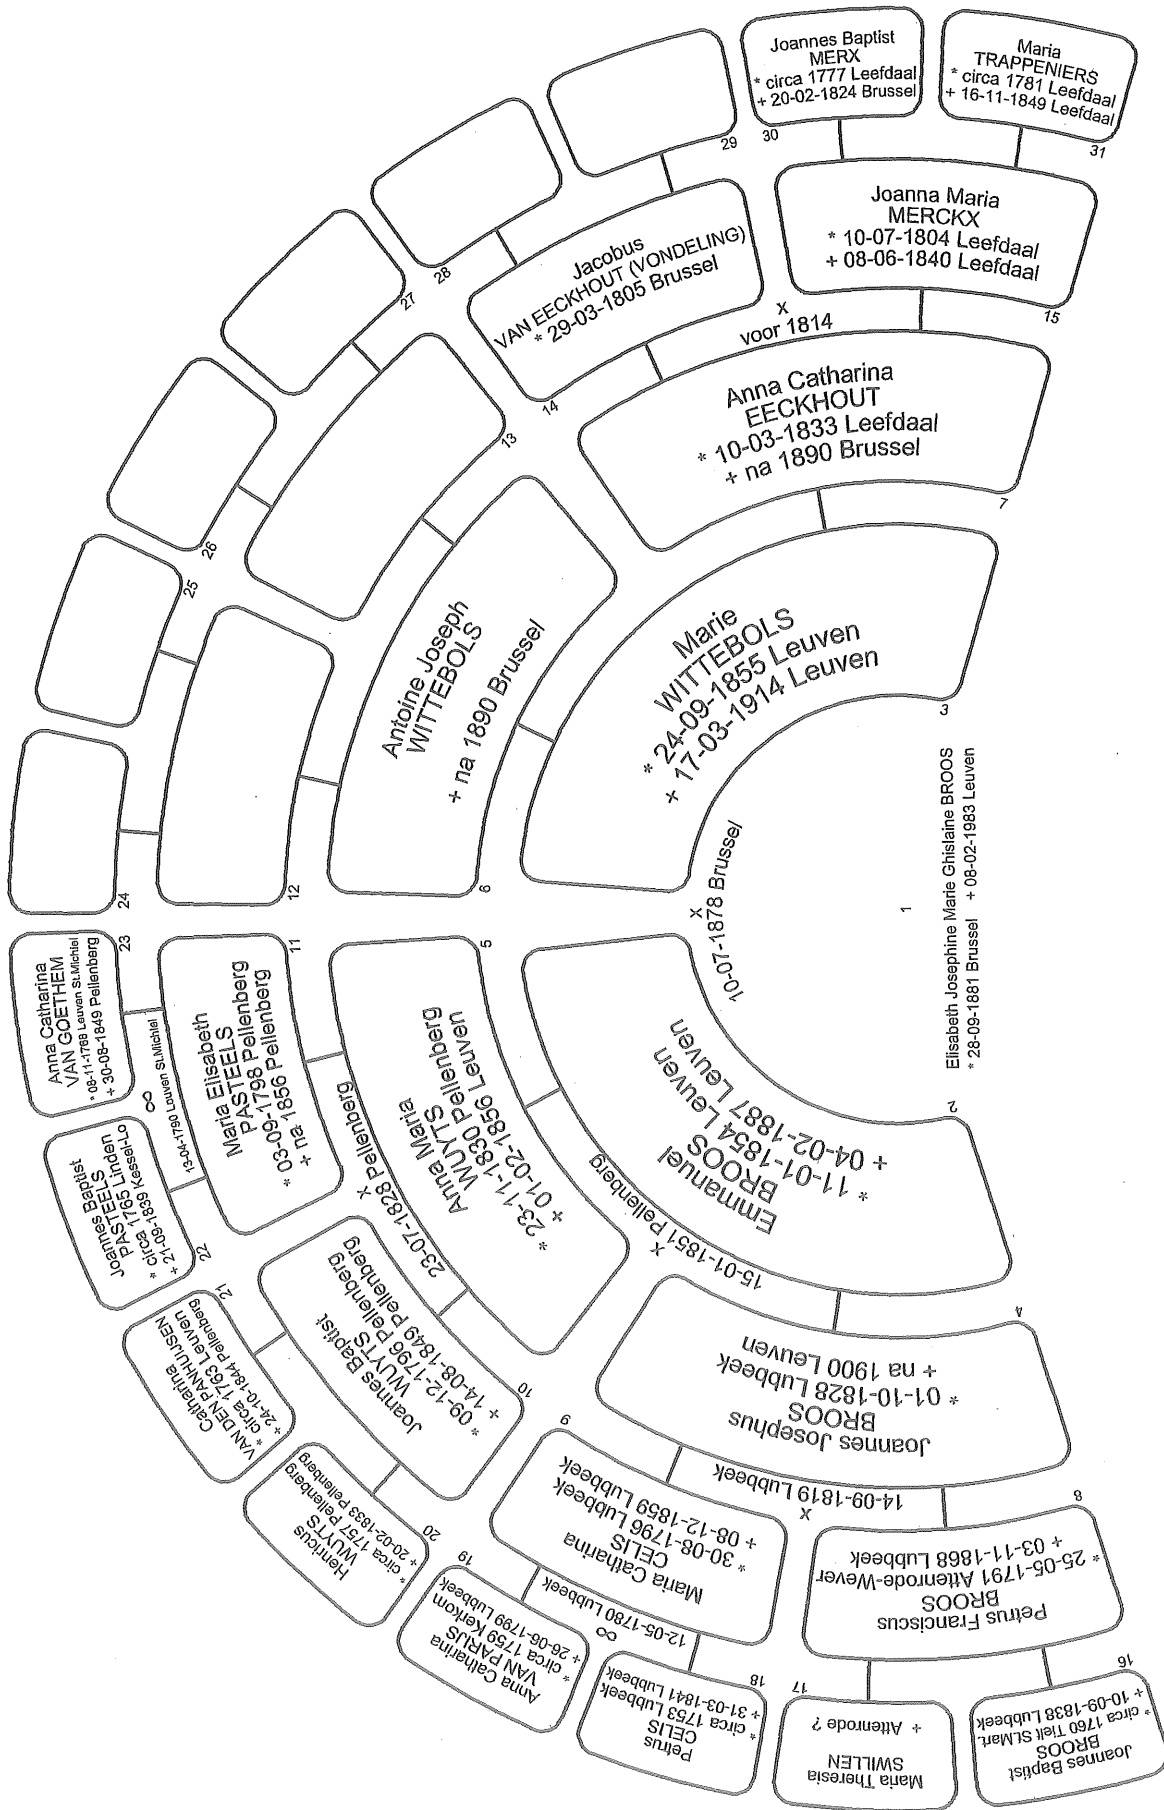 Elisabeth Josephine Marie Ghislaine BROOS
* 28-09-1881 Brussel + 08-02-1983 Leuven
1
x
10-07-1878 Brussel
2
Emmanuel
BROOS
* 11-01-1854 Leuven
+ 04-02-1887 Leuven
3
Marie
WITTEBOLS
* 24-09-1855 Leuven
+ 17-03-1914 Leuven
x
15-01-1851 Pellenberg
4
Joannes Josephus
BROOS
* 01-10-1828 Lubbeek
+ na 1900 Leuven
5
Anna Maria
WUYTS
* 23-11-1830 Pellenberg
+ 01-02-1856 Leuven
6
Antoine Joseph
WITTEBOLS
+ na 1890 Brussel
7
Anna Catharina
EECKHOUT
* 10-03-1833 Leefdaal
+ na 1890 Brussel
x
14-09-1819 Lubbeek
8
Petrus Franciscus
BROOS
* 25-05-1791 Attenrode-Wever
+ 03-11-1868 Lubbeek
9
Maria Catharina
CELIS
* 30-08-1796 Lubbeek
+ 08-12-1859 Lubbeek
x
23-07-1828 Pellenberg
10
Joannes Baptist
WUYTS
* 09-12-1796 Pellenberg
+ 14-08-1849 Pellenberg
11
Maria Elisabeth
PASTEELS
* 03-09-1798 Pellenberg
+ na 1856 Pellenberg
12
13
x
voor 1814
14
Jacobus
VAN EECKHOUT (VONDELING)
* 29-03-1805 Brussel
15
Joanna Maria
MERCKX
* 10-07-1804 Leefdaal
+ 08-06-1840 Leefdaal
16
Joannes Baptist
BROOS
* circa 1760 Tielt St.Mart.
+ 10-09-1838 Lubbeek
17
Maria Theresia
SWILLEN
+ Attenrode ?
∞
12-05-1780 Lubbeek
18
Petrus
CELIS
* circa 1753 Lubbeek
+ 31-03-1841 Lubbeek
19
Anna Catharina
VAN PARIJS
* circa 1759 Kerkom
+ 26-06-1799 Lubbeek
20
Henricus
WUYTS
* circa 1757 Pellenberg
+ 20-02-1833 Pellenberg
21
Catharina
VAN DEN PANHUIJSEN
* circa 1763 Leuven
+ 24-10-1844 Pellenberg
∞
13-04-1790 Leuven St.Michiel
22
Joannes Baptist
PASTEELS
* circa 1765 Linden
+ 21-09-1839 Kessel-Lo
23
Anna Catharina
VAN GOETHEM
* 08-11-1768 Leuven St.Michiel
+ 30-08-1849 Pellenberg
24
25
26
27
28
29
30
Joannes Baptist
MERX
* circa 1777 Leefdaal
+ 20-02-1824 Brussel
31
Maria
TRAPPENIERS
* circa 1781 Leefdaal
+ 16-11-1849 Leefdaal